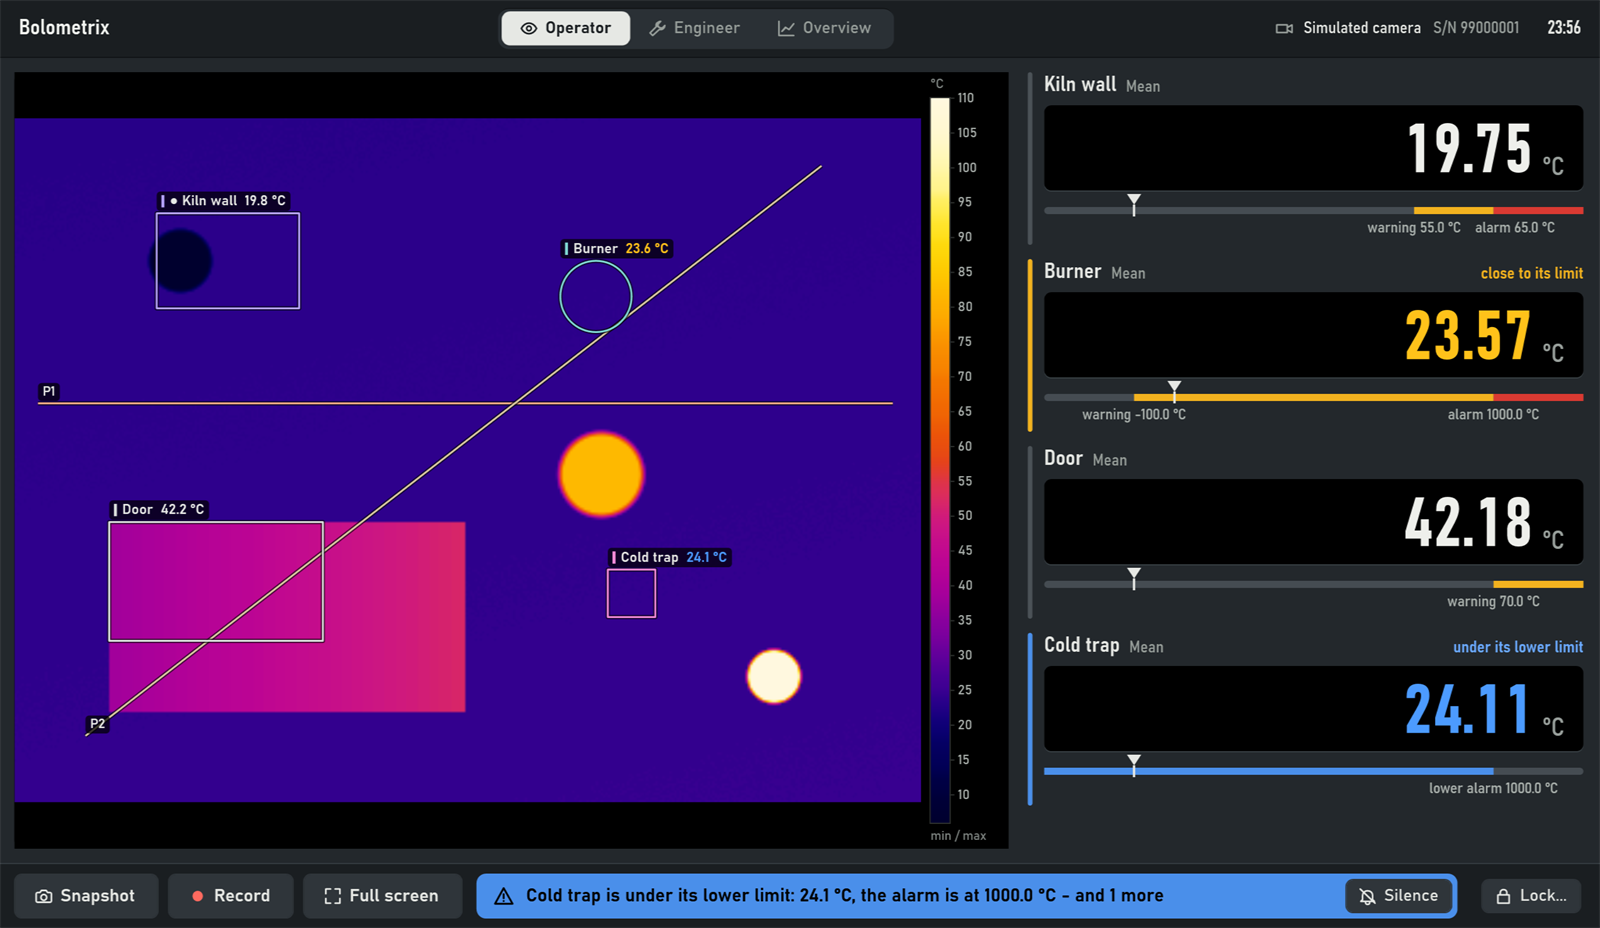 Bolometrix
Operator
Engineer
Overview
Simulated camera S/N 99000001 23:56
°C
110
105
100
95
90
85
80
75
70
65
60
55
50
45
40
35
30
25
20
15
10
min / max
Kiln wall 19.8 °C
Burner 23.6 °C
P1
Door 42.2 °C
Cold trap 24.1 °C
P2
Kiln wall Mean
19.75 °C
warning 55.0 °C alarm 65.0 °C
Burner Mean close to its limit
23.57 °C
warning -100.0 °C alarm 1000.0 °C
Door Mean
42.18 °C
warning 70.0 °C
Cold trap Mean under its lower limit
24.11 °C
lower alarm 1000.0 °C
Snapshot
Record
Full screen
Cold trap is under its lower limit: 24.1 °C, the alarm is at 1000.0 °C – and 1 more
Silence
Lock...